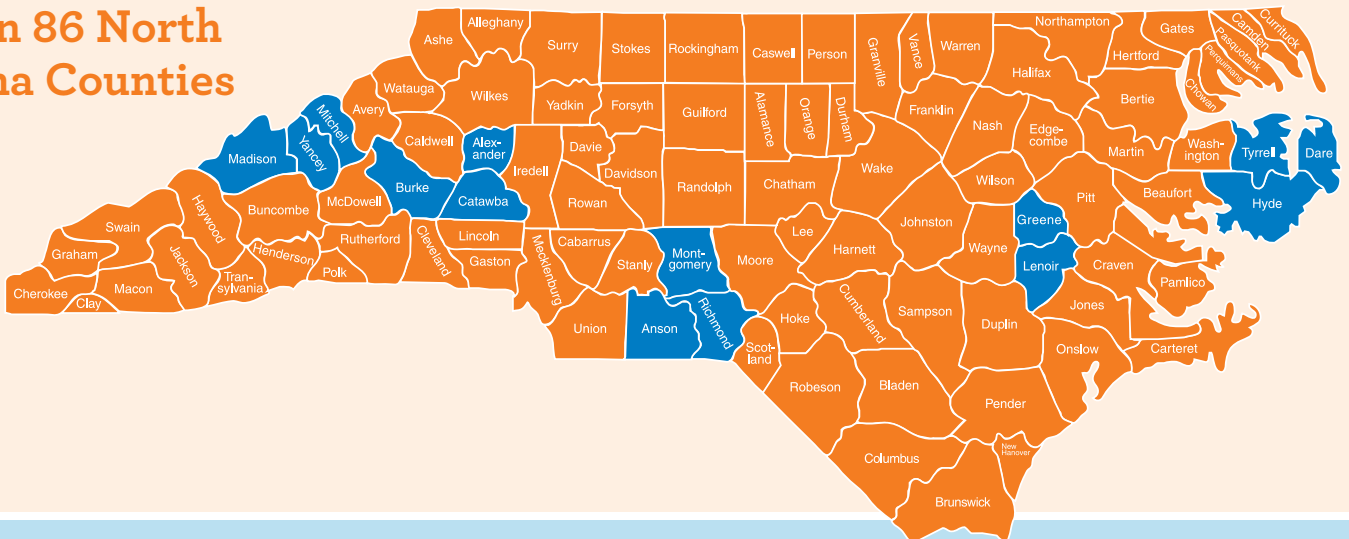 n 86 North
na Counties
Alleghany
Ashe
Surry
Stokes
Rockingham
Caswell
Person
Granville
Vance
Warren
Northampton
Gates
Camden
Currituck
Pasquotank
Perquimans
Hertford
Halifax
Watauga
Wilkes
Avery
Mitchell
Yadkin
Forsyth
Guilford
Alamance
Orange
Durham
Franklin
Nash
Edge-
combe
Bertie
Chowan
Madison
Yancey
Caldwell
Alex-
ander
Davie
Iredell
Davidson
Wake
Martin
Wash-
ington
Tyrrell
Dare
Burke
Catawba
Rowan
Randolph
Chatham
Wilson
Pitt
Beaufort
Hyde
Haywood
Buncombe
McDowell
Swain
Rutherford
Cleveland
Lincoln
Cabarrus
Lee
Johnston
Greene
Graham
Jackson
Henderson
Gaston
Mecklenburg
Stanly
Mont-
gomery
Moore
Harnett
Wayne
Lenoir
Craven
Polk
Tran-
sylvania
Cherokee
Macon
Clay
Pamlico
Union
Anson
Richmond
Hoke
Cumberland
Sampson
Duplin
Jones
Scot-
land
Onslow
Carteret
Robeson
Bladen
Pender
Columbus
New
Hanover
Brunswick